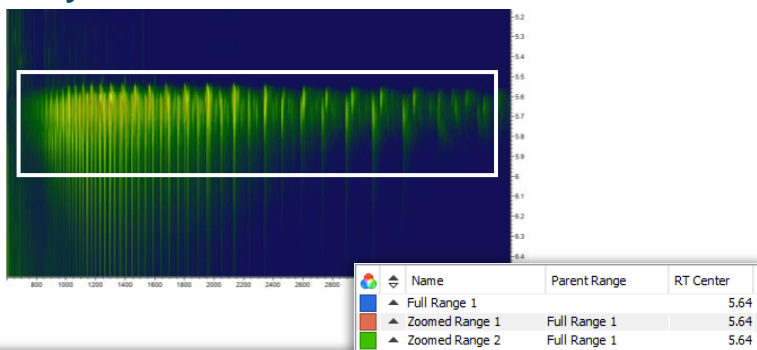 5.2
5.3
5.4
5.5
5.6
5.7
5.8
5.9
6
6.1
6.2
6.3
6.4
800 1000 1200 1400 1600 1800 2000 2200 2400 2600 2800
Name Parent Range RT Center
Full Range 1 5.64
Zoomed Range 1 Full Range 1 5.64
Zoomed Range 2 Full Range 1 5.64